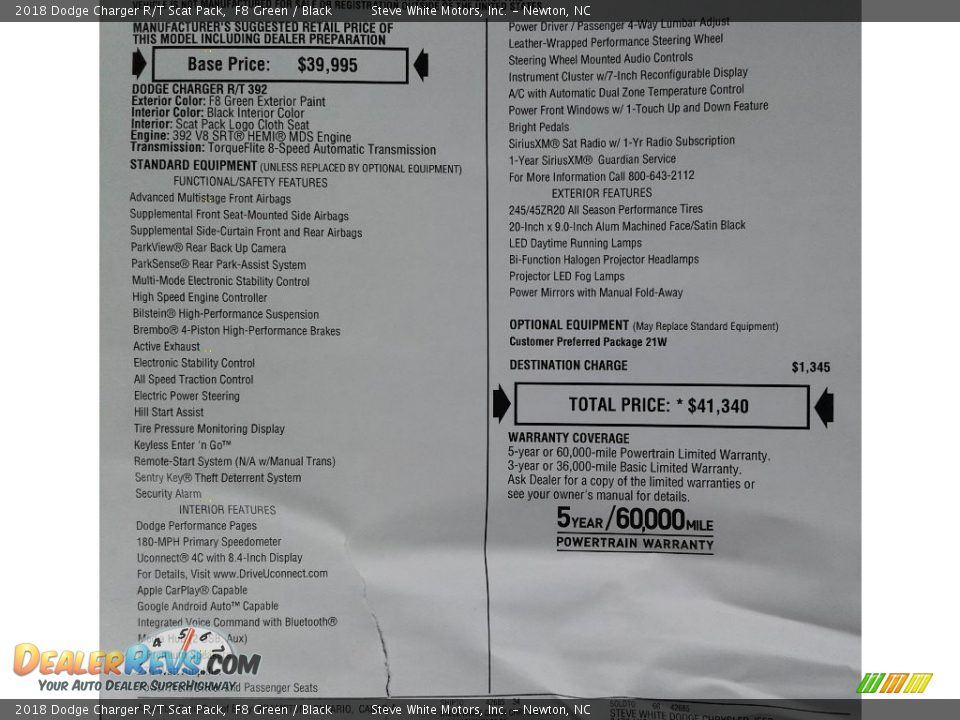 2018 Dodge Charger R/T Scat Pack,  F8 Green / Black        Steve White Motors, Inc. - Newton, NC
VEHICLE IS NOT MANUFACTURED FOR SALE OR REGISTRATION OUTSIDE OF THE UNITED STATES.
MANUFACTURER'S SUGGESTED RETAIL PRICE OF
THIS MODEL INCLUDING DEALER PREPARATION
Base Price: $39,995
DODGE CHARGER R/T 392
Exterior Color: F8 Green Exterior Paint
Interior Color: Black Interior Color
Interior: Scat Pack Logo Cloth Seat
Engine: 392 V8 SRT® HEMI® MDS Engine
Transmission: TorqueFlite 8-Speed Automatic Transmission
STANDARD EQUIPMENT (UNLESS REPLACED BY OPTIONAL EQUIPMENT)
FUNCTIONAL/SAFETY FEATURES
Advanced Multistage Front Airbags
Supplemental Front Seat-Mounted Side Airbags
Supplemental Side-Curtain Front and Rear Airbags
ParkView® Rear Back Up Camera
ParkSense® Rear Park-Assist System
Multi-Mode Electronic Stability Control
High Speed Engine Controller
Bilstein® High-Performance Suspension
Brembo® 4-Piston High-Performance Brakes
Active Exhaust
Electronic Stability Control
All Speed Traction Control
Electric Power Steering
Hill Start Assist
Tire Pressure Monitoring Display
Keyless Enter 'n Go™
Remote-Start System (N/A w/Manual Trans)
Sentry Key® Theft Deterrent System
Security Alarm
INTERIOR FEATURES
Dodge Performance Pages
180-MPH Primary Speedometer
Uconnect® 4C with 8.4-Inch Display
For Details, Visit www.DriveUconnect.com
Apple CarPlay® Capable
Google Android Auto™ Capable
Integrated Voice Command with Bluetooth®
Aux)
and Passenger Seats
Power Driver / Passenger 4-Way Lumbar Adjust
Leather-Wrapped Performance Steering Wheel
Steering Wheel Mounted Audio Controls
Instrument Cluster w/7-Inch Reconfigurable Display
A/C with Automatic Dual Zone Temperature Control
Power Front Windows w/ 1-Touch Up and Down Feature
Bright Pedals
SiriusXM® Sat Radio w/ 1-Yr Radio Subscription
1-Year SiriusXM® Guardian Service
For More Information Call 800-643-2112
EXTERIOR FEATURES
245/45ZR20 All Season Performance Tires
20-Inch x 9.0-Inch Alum Machined Face/Satin Black
LED Daytime Running Lamps
Bi-Function Halogen Projector Headlamps
Projector LED Fog Lamps
Power Mirrors with Manual Fold-Away
OPTIONAL EQUIPMENT (May Replace Standard Equipment)
Customer Preferred Package 21W
DESTINATION CHARGE $1,345
TOTAL PRICE: * $41,340
WARRANTY COVERAGE
5-year or 60,000-mile Powertrain Limited Warranty.
3-year or 36,000-mile Basic Limited Warranty.
Ask Dealer for a copy of the limited warranties or
see your owner's manual for details.
5YEAR/60,000MILE
POWERTRAIN WARRANTY
4 5 6 7
DEALERREVS.COM
YOUR AUTO DEALER SUPERHIGHWAY
2018 Dodge Charger R/T Scat Pack,  F8 Green / Black        Steve White Motors, Inc. - Newton, NC